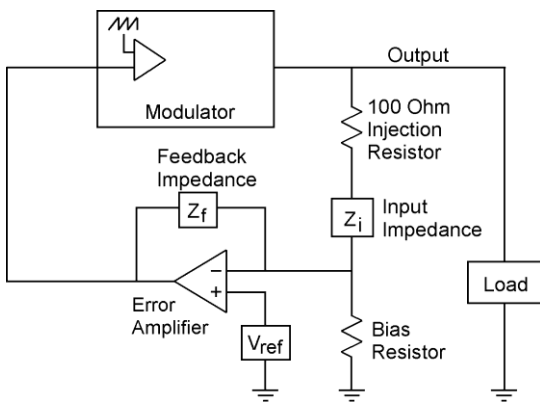 Output
Modulator
100 Ohm
Injection
Resistor
Feedback
Impedance
Zf
Zi
Input
Impedance
Load
Error
Amplifier
Vref
Bias
Resistor
−
+